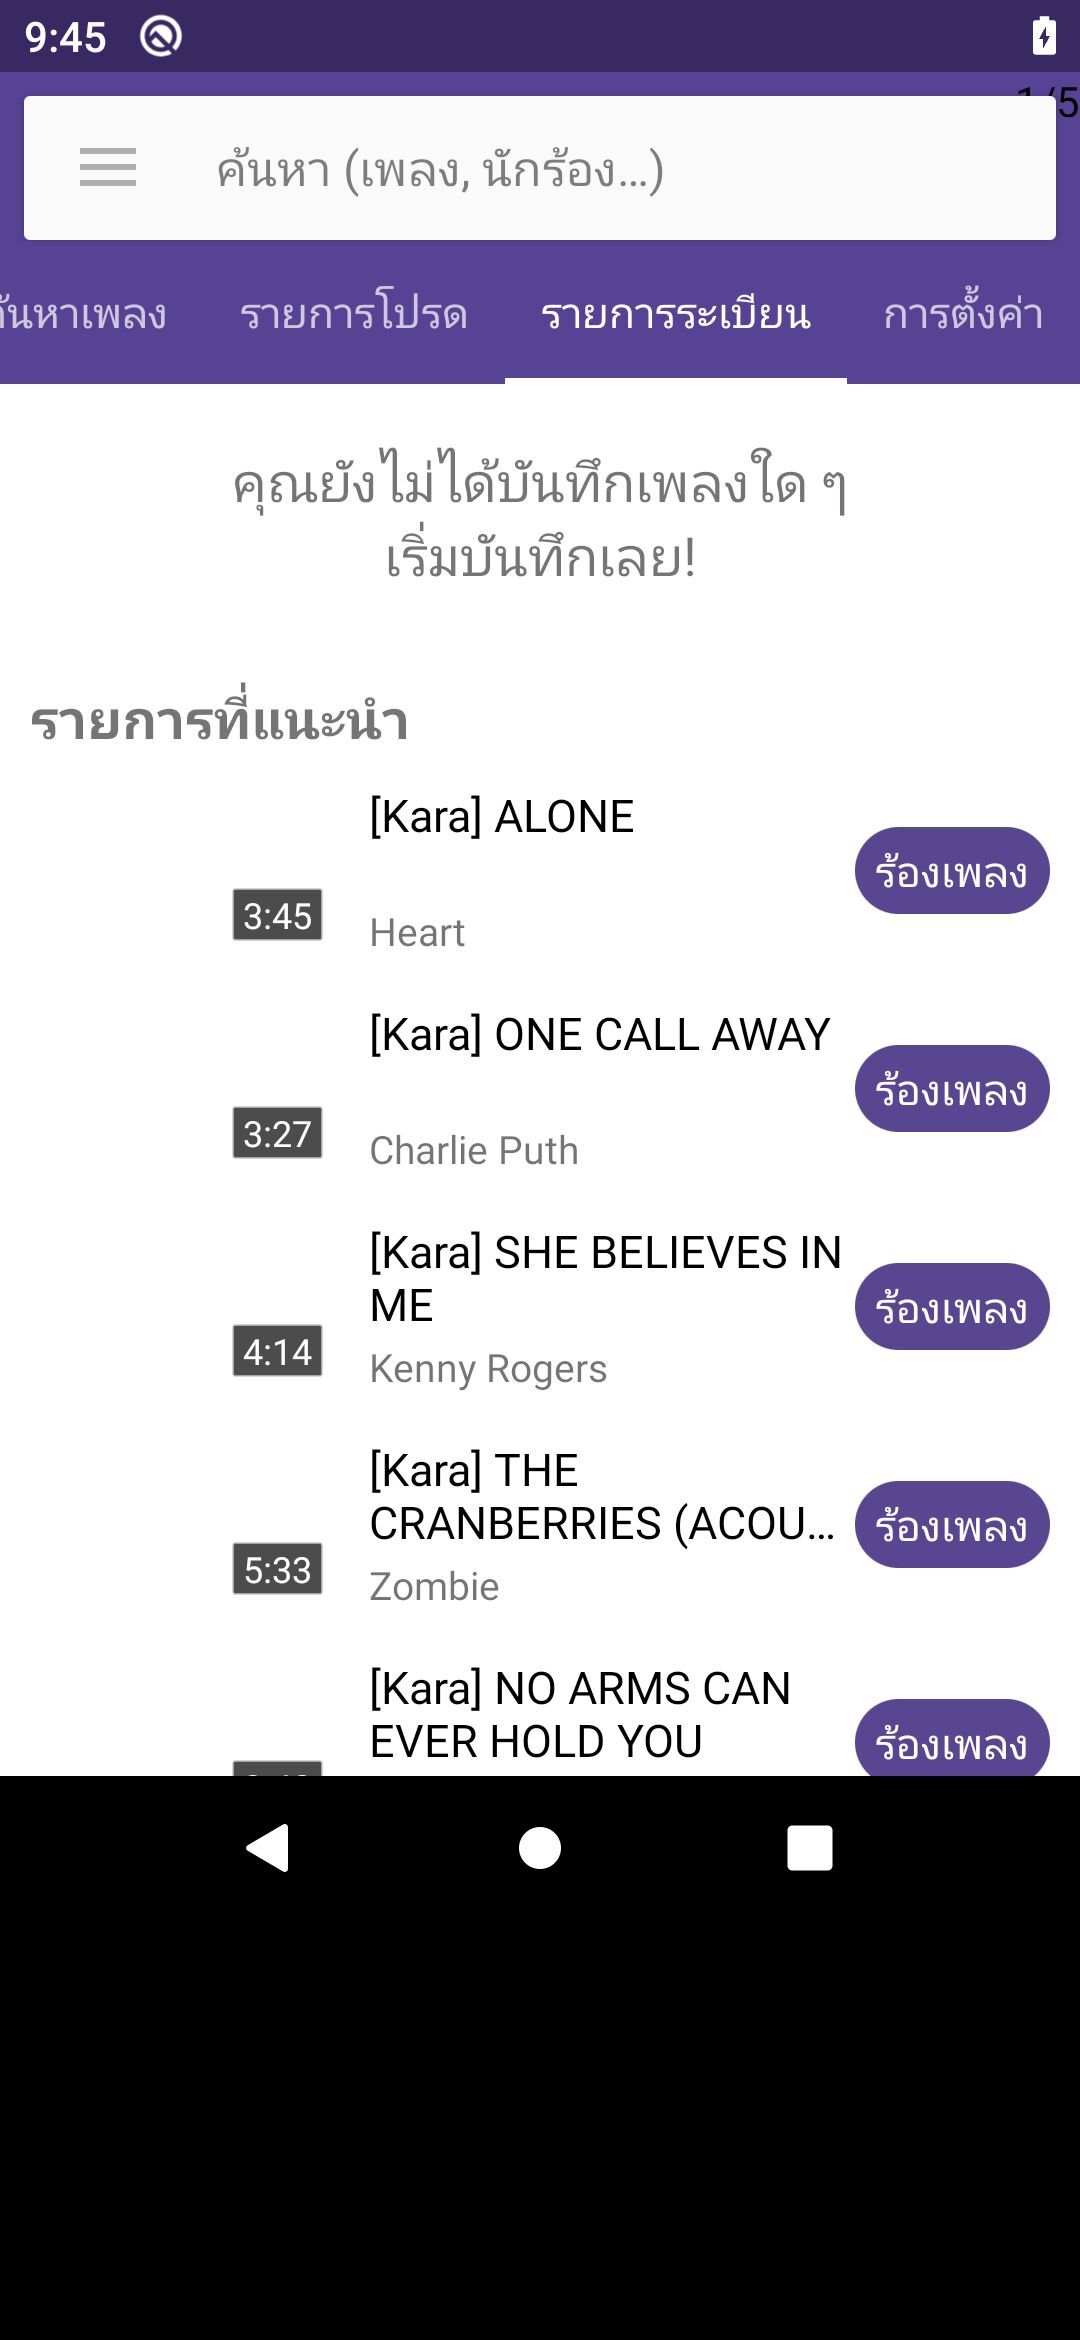 9:45
1/5
ค้นหา (เพลง, นักร้อง...)
ค้นหาเพลง
รายการโปรด
รายการระเบียน
การตั้งค่า
คุณยังไม่ได้บันทึกเพลงใด ๆ
เริ่มบันทึกเลย!
รายการที่แนะนำ
[Kara] ALONE
ร้องเพลง
3:45
Heart
[Kara] ONE CALL AWAY
ร้องเพลง
3:27
Charlie Puth
[Kara] SHE BELIEVES IN
ME
ร้องเพลง
4:14
Kenny Rogers
[Kara] THE
CRANBERRIES (ACOU...
ร้องเพลง
5:33
Zombie
[Kara] NO ARMS CAN
EVER HOLD YOU
ร้องเพลง